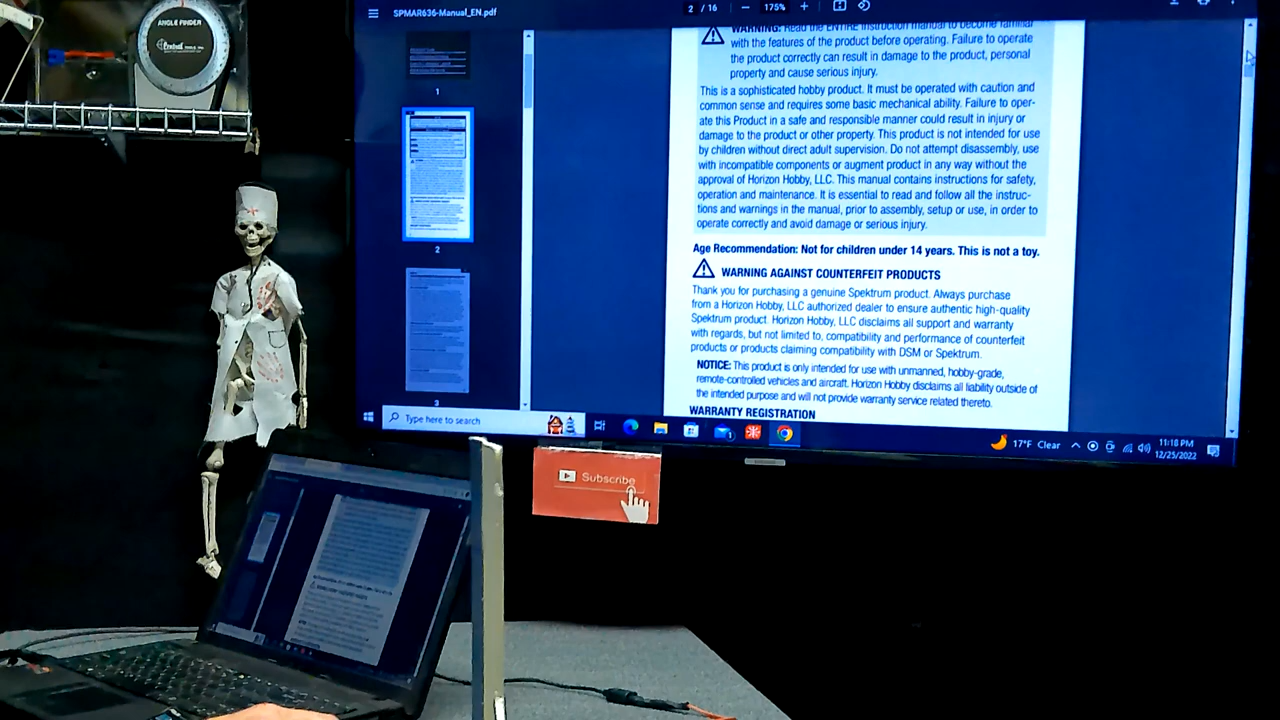 ANGLE FINDER
SPMAR636-Manual_EN.pdf
2 / 16
175%
WARNING: Read the ENTIRE instruction manual to become familiar
with the features of the product before operating. Failure to operate
the product correctly can result in damage to the product, personal
property and cause serious injury.
This is a sophisticated hobby product. It must be operated with caution and
common sense and requires some basic mechanical ability. Failure to oper-
ate this Product in a safe and responsible manner could result in injury or
damage to the product or other property. This product is not intended for use
by children without direct adult supervision. Do not attempt disassembly, use
with incompatible components or augment product in any way without the
approval of Horizon Hobby, LLC. This manual contains instructions for safety,
operation and maintenance. It is essential to read and follow all the instruc-
tions and warnings in the manual, prior to assembly, setup or use, in order to
operate correctly and avoid damage or serious injury.
Age Recommendation: Not for children under 14 years. This is not a toy.
WARNING AGAINST COUNTERFEIT PRODUCTS
Thank you for purchasing a genuine Spektrum product. Always purchase
from a Horizon Hobby, LLC authorized dealer to ensure authentic high-quality
Spektrum product. Horizon Hobby, LLC disclaims all support and warranty
with regards, but not limited to, compatibility and performance of counterfeit
products or products claiming compatibility with DSM or Spektrum.
NOTICE: This product is only intended for use with unmanned, hobby-grade,
remote-controlled vehicles and aircraft. Horizon Hobby disclaims all liability outside of
the intended purpose and will not provide warranty service related thereto.
WARRANTY REGISTRATION
1
2
3
Type here to search
17°F Clear
11:18 PM
12/25/2022
Subscribe